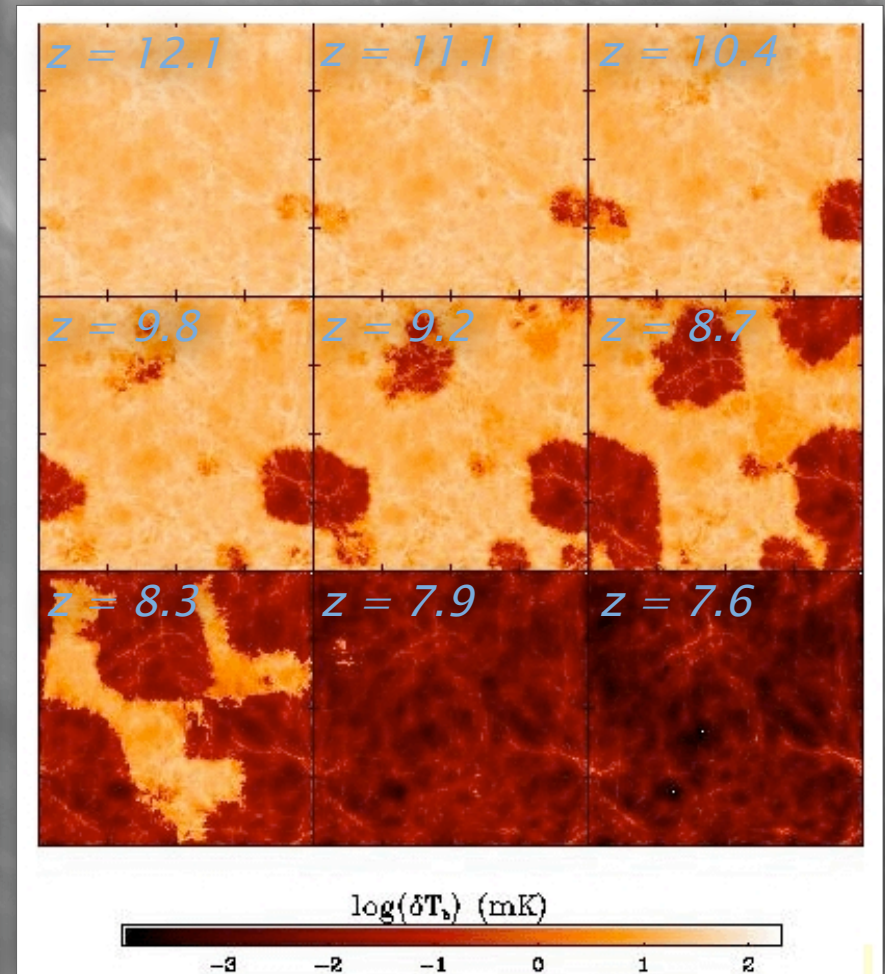 z = 12.1 z = 11.1 z = 10.4
z = 9.8 z = 9.2 z = 8.7
z = 8.3 z = 7.9 z = 7.6
log(δT_b) (mK)
-3 -2 -1 0 1 2